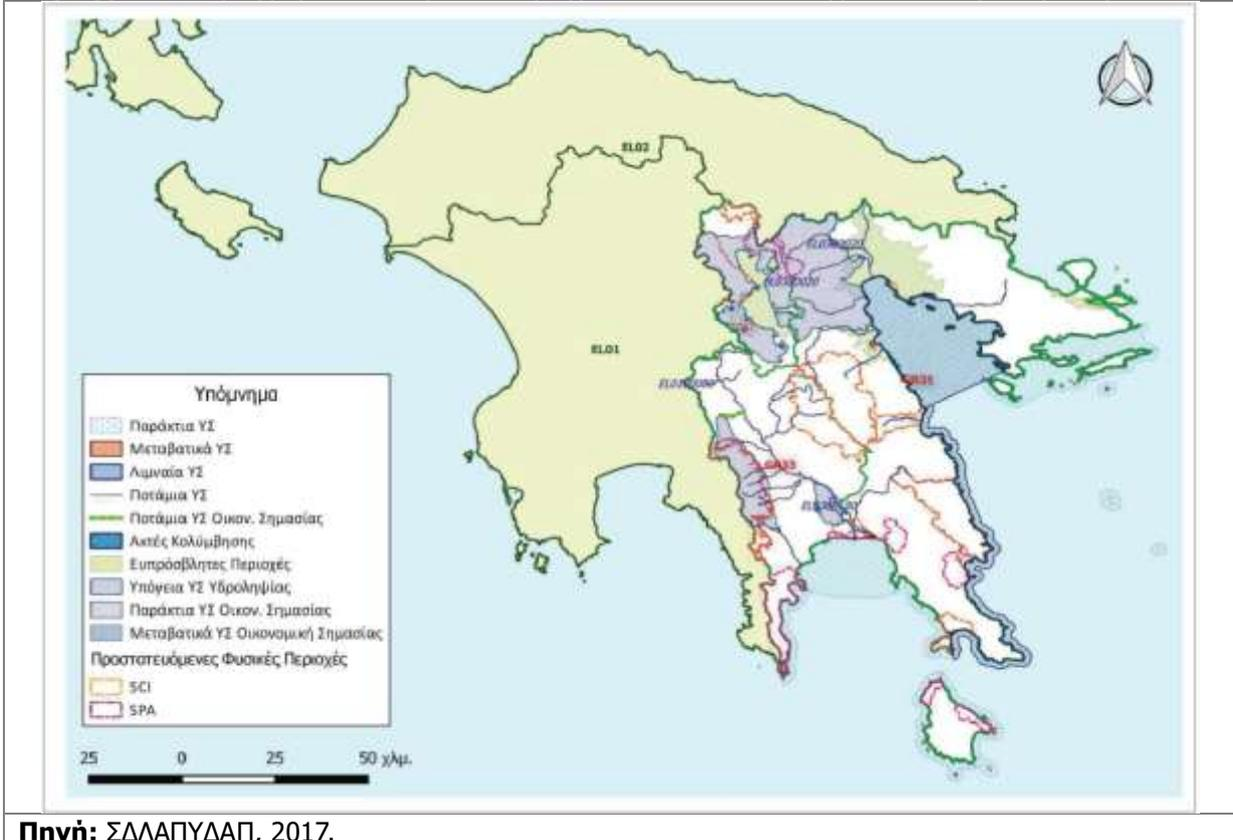 EL02
EL01
GR31
GR33
Υπόμνημα
Παράκτια ΥΣ
Μεταβατικά ΥΣ
Λιμναία ΥΣ
Ποτάμια ΥΣ
Ποτάμια ΥΣ Οικον. Σημασίας
Ακτές Κολύμβησης
Ευπρόσβλητες Περιοχές
Υπόγεια ΥΣ Υδροληψίας
Παράκτια ΥΣ Οικον. Σημασίας
Μεταβατικά ΥΣ Οικονομική Σημασίας
Προστατευόμενες Φυσικές Περιοχές
SCI
SPA
25 0 25 50 χλμ.
Πηγή: ΣΔΛΑΠΥΔΑΠ, 2017.